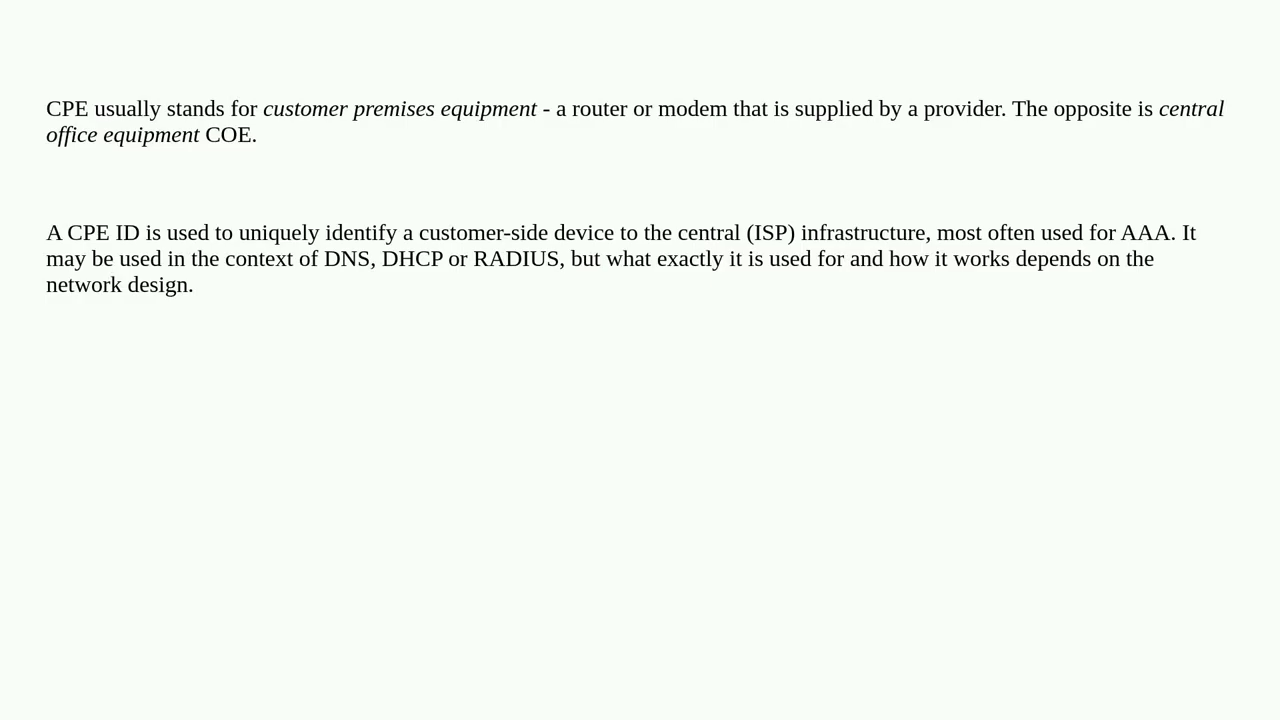 CPE usually stands for customer premises equipment - a router or modem that is supplied by a provider. The opposite is central
office equipment COE.
A CPE ID is used to uniquely identify a customer-side device to the central (ISP) infrastructure, most often used for AAA. It
may be used in the context of DNS, DHCP or RADIUS, but what exactly it is used for and how it works depends on the
network design.